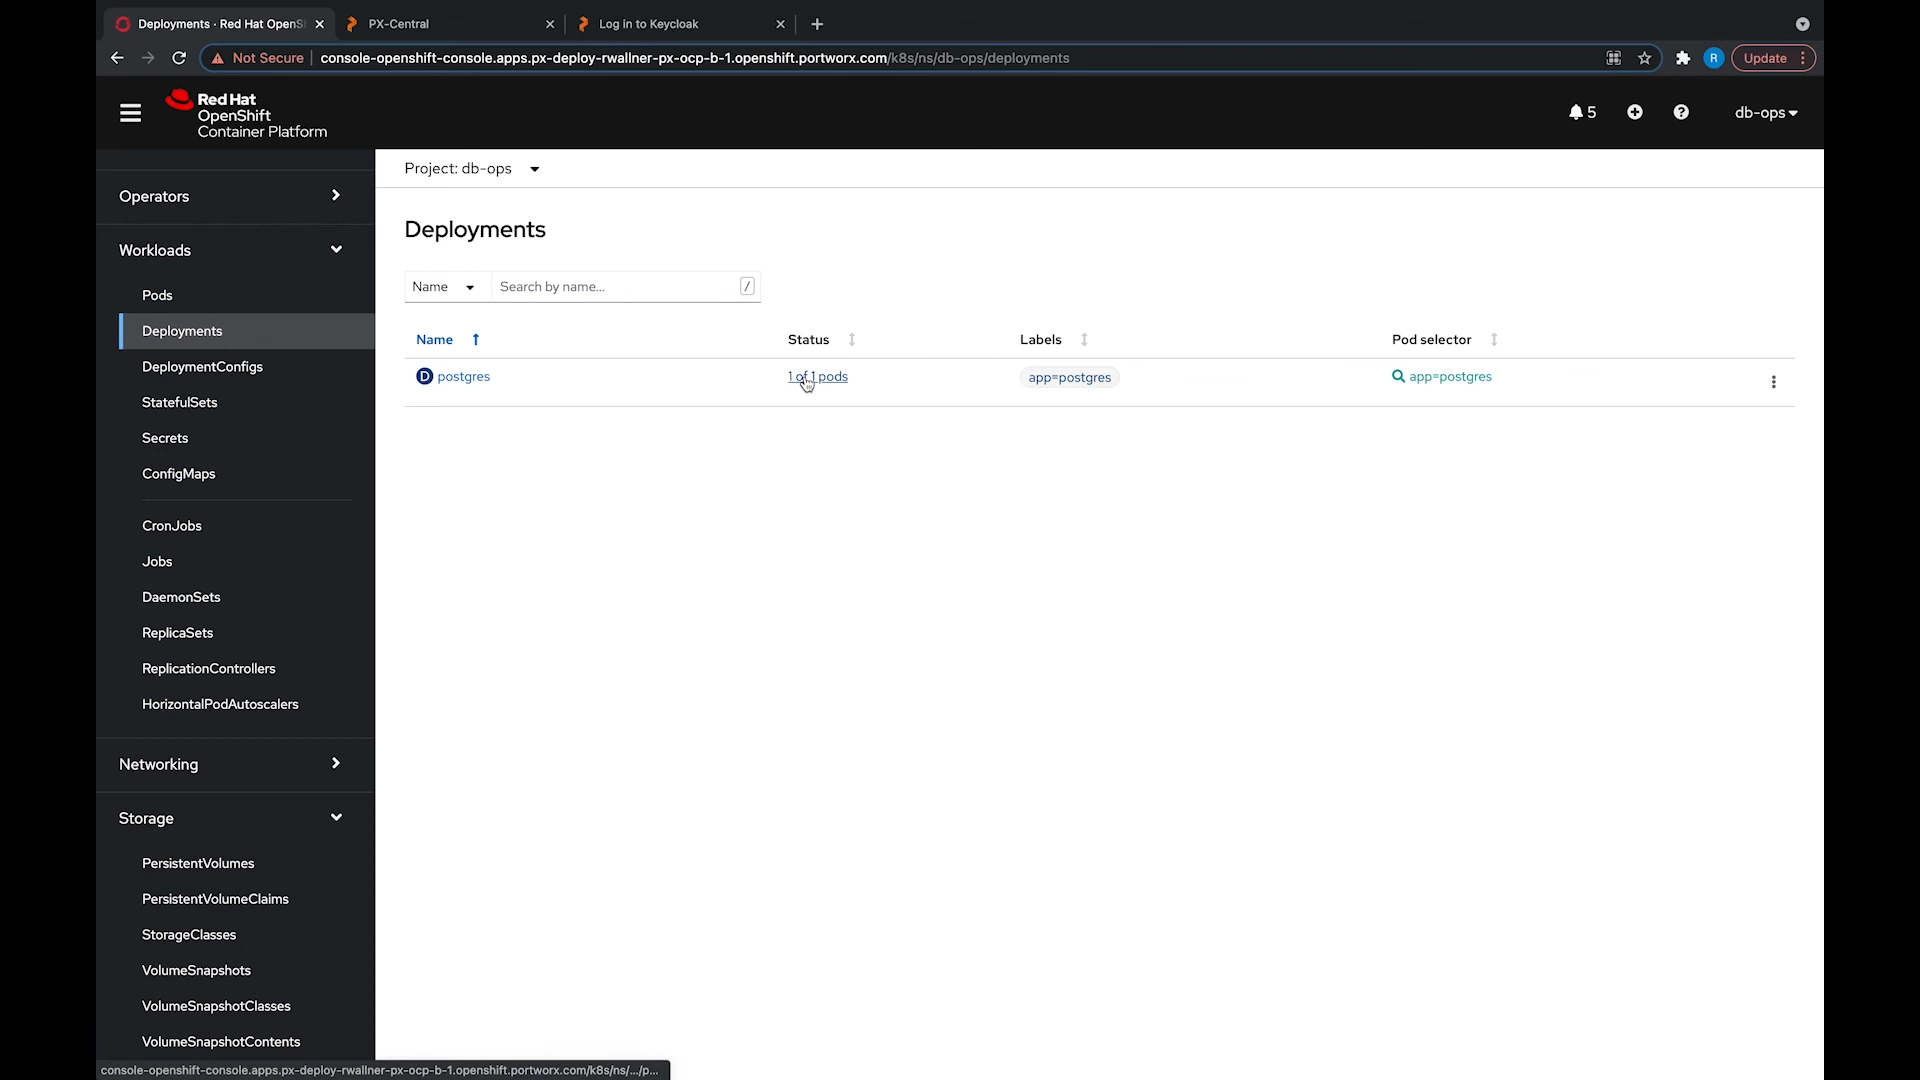 Deployments · Red Hat OpenS
PX-Central
Log in to Keycloak
Not Secure
console-openshift-console.apps.px-deploy-rwallner-px-ocp-b-1.openshift.portworx.com/k8s/ns/db-ops/deployments
R
Update
Red Hat
OpenShift
Container Platform
5
db-ops
Project: db-ops
Operators
Workloads
Pods
Deployments
DeploymentConfigs
StatefulSets
Secrets
ConfigMaps
CronJobs
Jobs
DaemonSets
ReplicaSets
ReplicationControllers
HorizontalPodAutoscalers
Networking
Storage
PersistentVolumes
PersistentVolumeClaims
StorageClasses
VolumeSnapshots
VolumeSnapshotClasses
VolumeSnapshotContents
Deployments
Name
Search by name...
/
Name Status Labels Pod selector
D postgres 1 of 1 pods app=postgres app=postgres
console-openshift-console.apps.px-deploy-rwallner-px-ocp-b-1.openshift.portworx.com/k8s/ns/.../p...